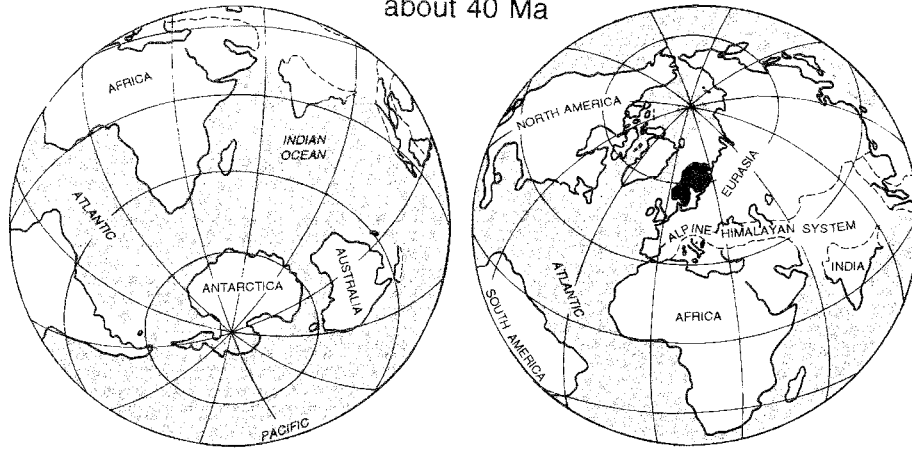 about 40 Ma
AFRICA
INDIAN
OCEAN
ATLANTIC
ANTARCTICA
AUSTRALIA
PACIFIC
NORTH AMERICA
EURASIA
ALPINE HIMALAYAN SYSTEM
INDIA
ATLANTIC
AFRICA
SOUTH AMERICA